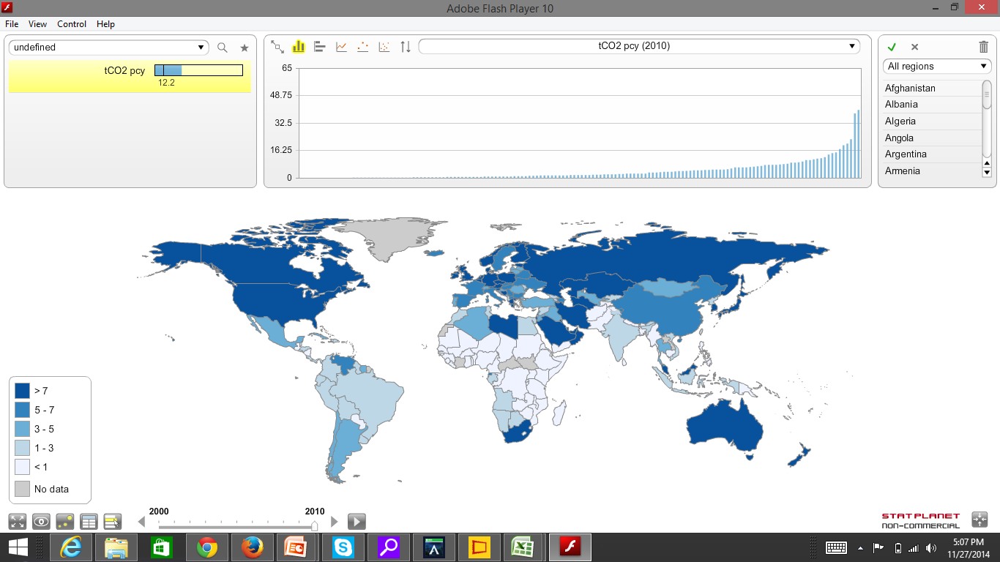 Adobe Flash Player 10
File View Control Help
undefined
tCO2 pcy
12.2
tCO2 pcy (2010)
65
48.75
32.5
16.25
0
All regions
Afghanistan
Albania
Algeria
Angola
Argentina
Armenia
> 7
5 - 7
3 - 5
1 - 3
< 1
No data
2000 2010
STATPLANET
NON-COMMERCIAL
5:07 PM
11/27/2014